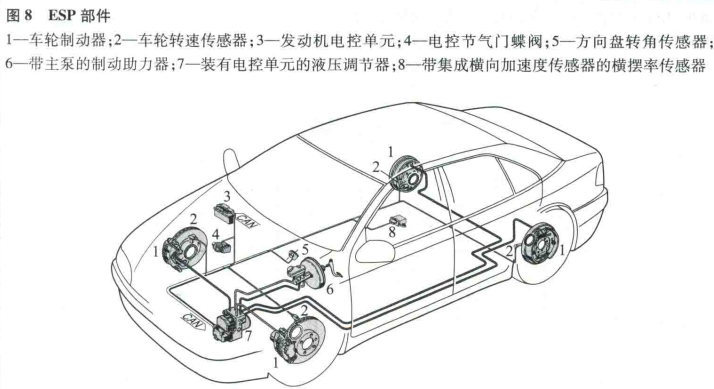 图 8 ESP 部件
1—车轮制动器;2—车轮转速传感器;3—发动机电控单元;4—电控节气门蝶阀;5—方向盘转角传感器;
6—带主泵的制动助力器;7—装有电控单元的液压调节器;8—带集成横向加速度传感器的横摆率传感器
1
2
3
CAN
2
4
1
8
5
6
2
1
CAN
7
2
1